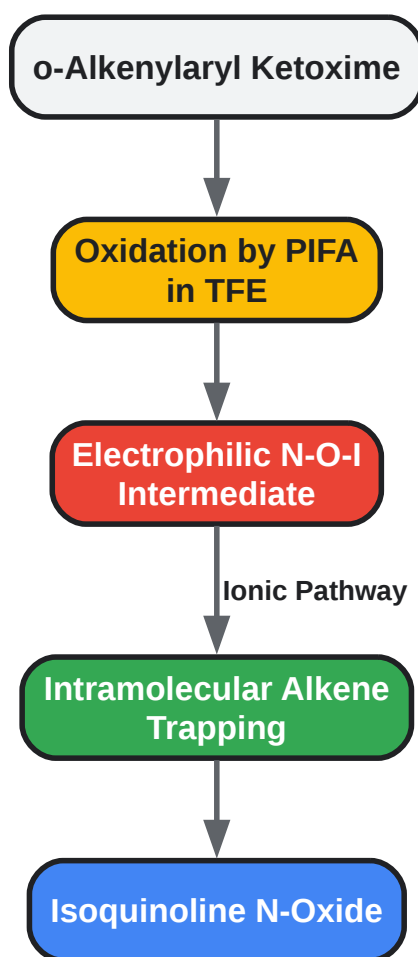 o-Alkenylaryl Ketoxime
Oxidation by PIFA
in TFE
Electrophilic N-O-I
Intermediate
Ionic Pathway
Intramolecular Alkene
Trapping
Isoquinoline N-Oxide